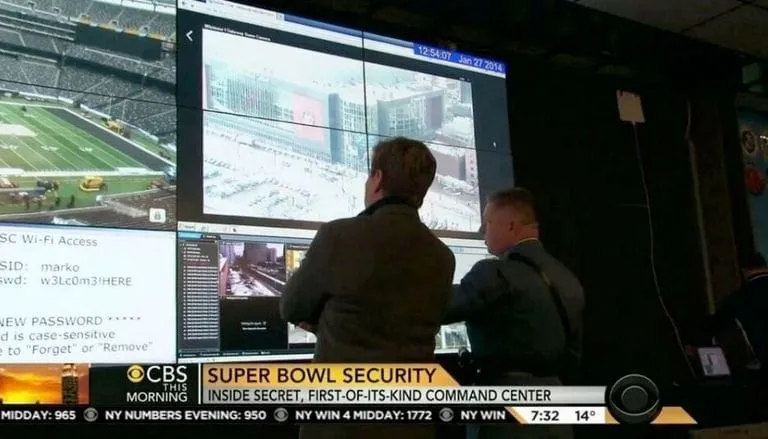 12:54:07 Jan 27 2014
SC Wi-Fi Access
SID: marko
swd: w3Lc0m3!HERE
NEW PASSWORD *****
d is case-sensitive
e to "Forget" or "Remove"
CBS
THIS
MORNING
SUPER BOWL SECURITY
INSIDE SECRET, FIRST-OF-ITS-KIND COMMAND CENTER
MIDDAY: 965 NY NUMBERS EVENING: 950 NY WIN 4 MIDDAY: 1772 NY WIN 7:32 14°